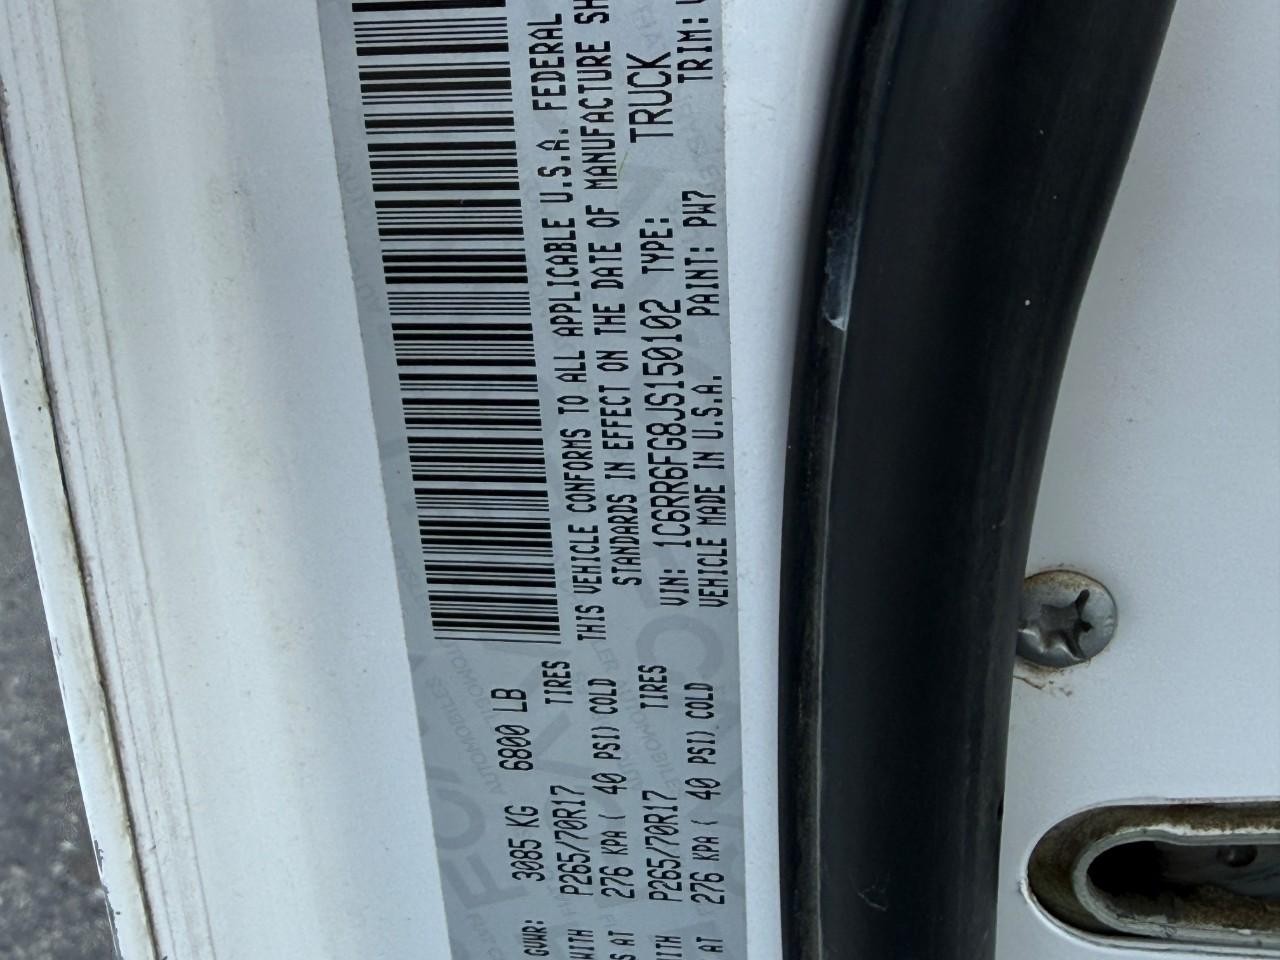 GVWR: 3085 KG 6800 LB
WITH P265/70R17 TIRES
S AT 276 KPA ( 40 PSI) COLD
ITH P265/70R17 TIRES
AT 276 KPA ( 40 PSI) COLD
THIS VEHICLE CONFORMS TO ALL APPLICABLE U.S.A. FEDERAL
STANDARDS IN EFFECT ON THE DATE OF MANUFACTURE SH
VIN: 1C6RR6FG8JS150102 TYPE: TRUCK
VEHICLE MADE IN U.S.A. PAINT: PW7 TRIM: